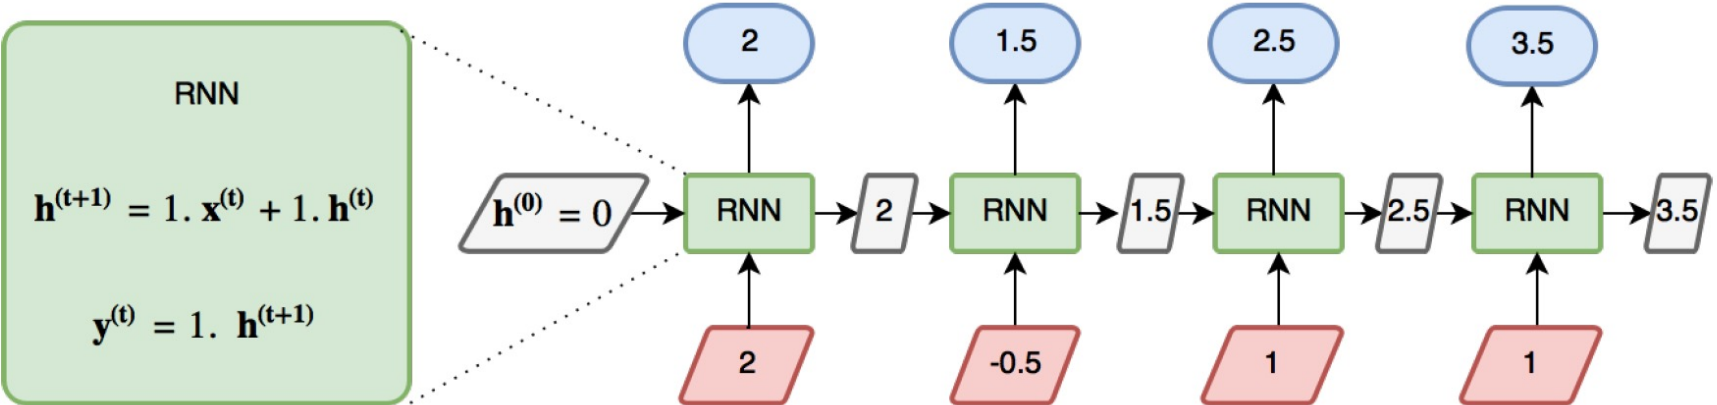 RNN
h(t+1) = 1. x(t) + 1. h(t)
y(t) = 1. h(t+1)
2 1.5 2.5 3.5
h(0) = 0 RNN 2 RNN 1.5 RNN 2.5 RNN 3.5
2 -0.5 1 1